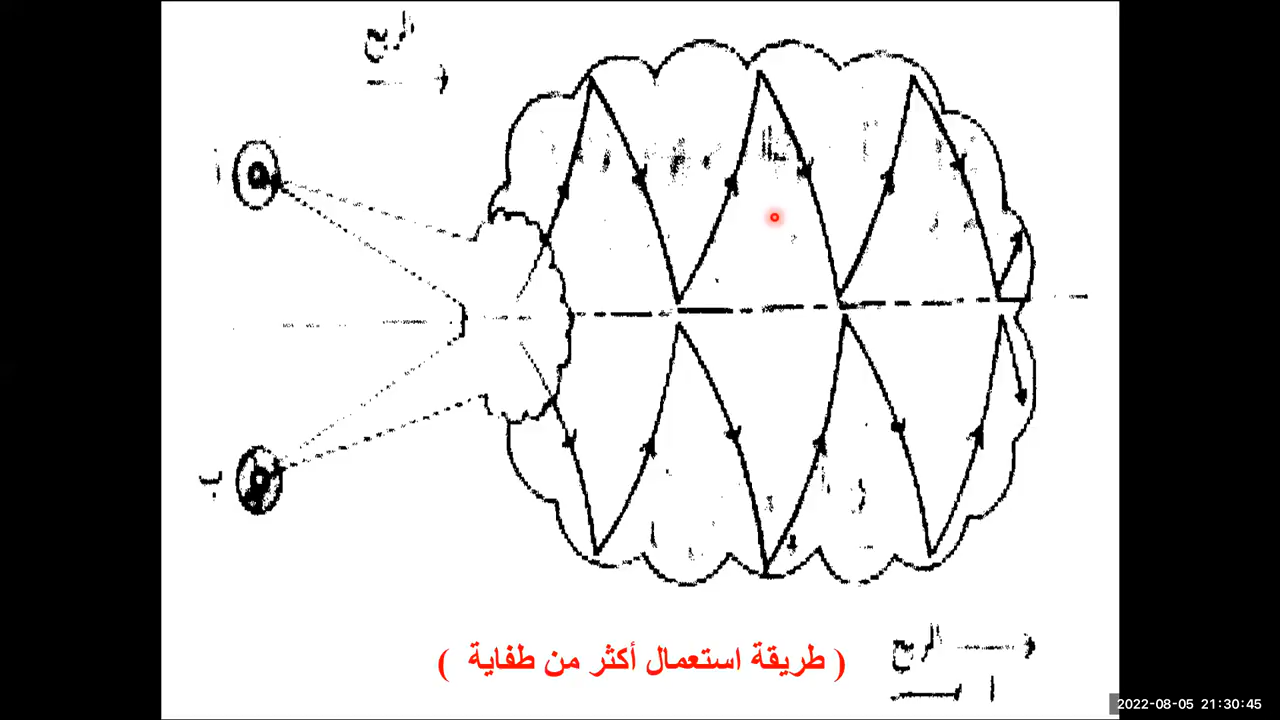 الريح
أ
ب
( طريقة استعمال أكثر من طفاية )
الريح
أ
2022-08-05 21:30:45